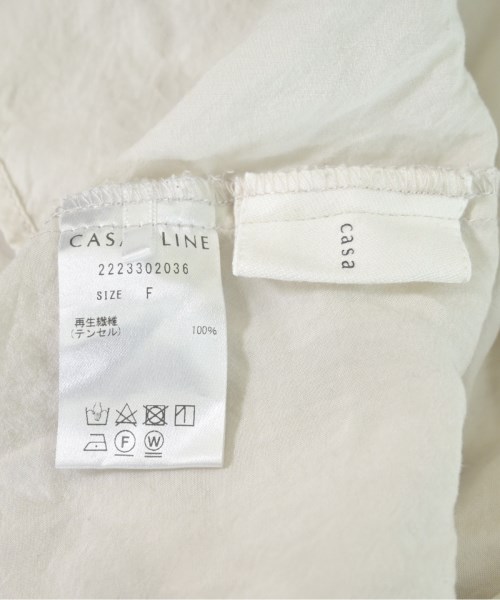 CASA LINE
2223302036
SIZE F
再生繊維
(テンセル) 100%
F W
casa